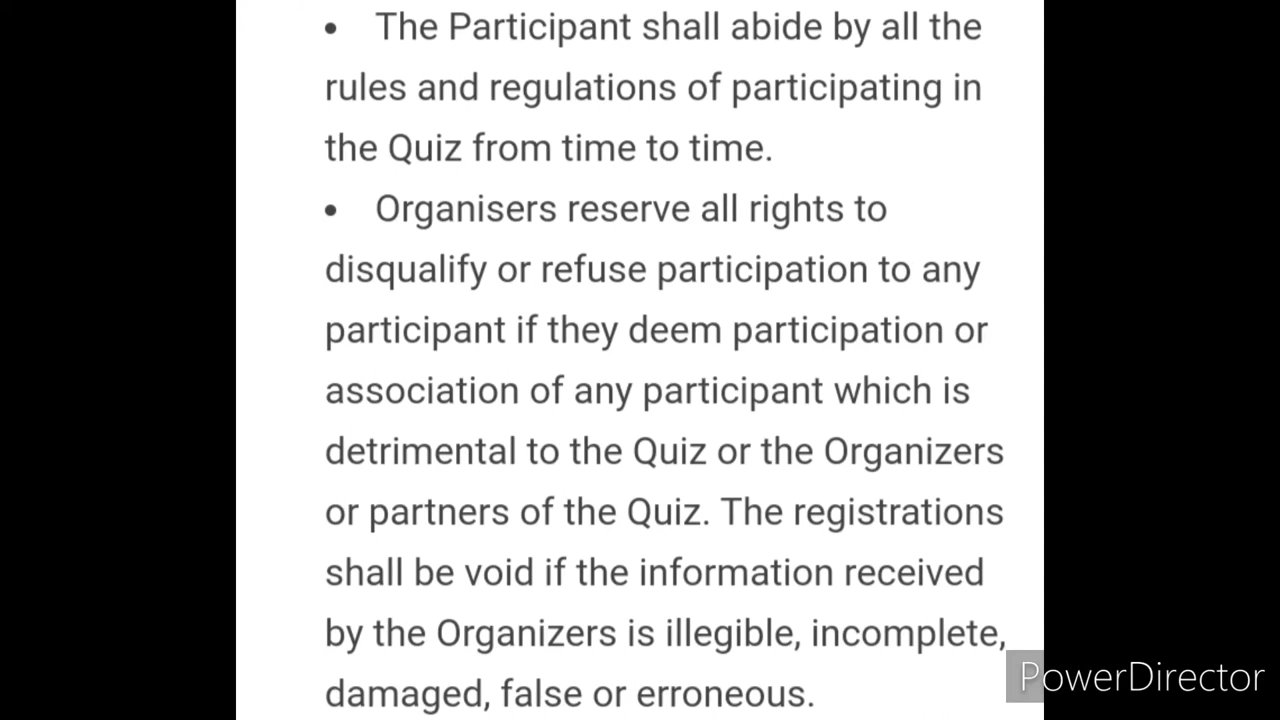 • The Participant shall abide by all the
rules and regulations of participating in
the Quiz from time to time.
• Organisers reserve all rights to
disqualify or refuse participation to any
participant if they deem participation or
association of any participant which is
detrimental to the Quiz or the Organizers
or partners of the Quiz. The registrations
shall be void if the information received
by the Organizers is illegible, incomplete,
damaged, false or erroneous.
PowerDirector